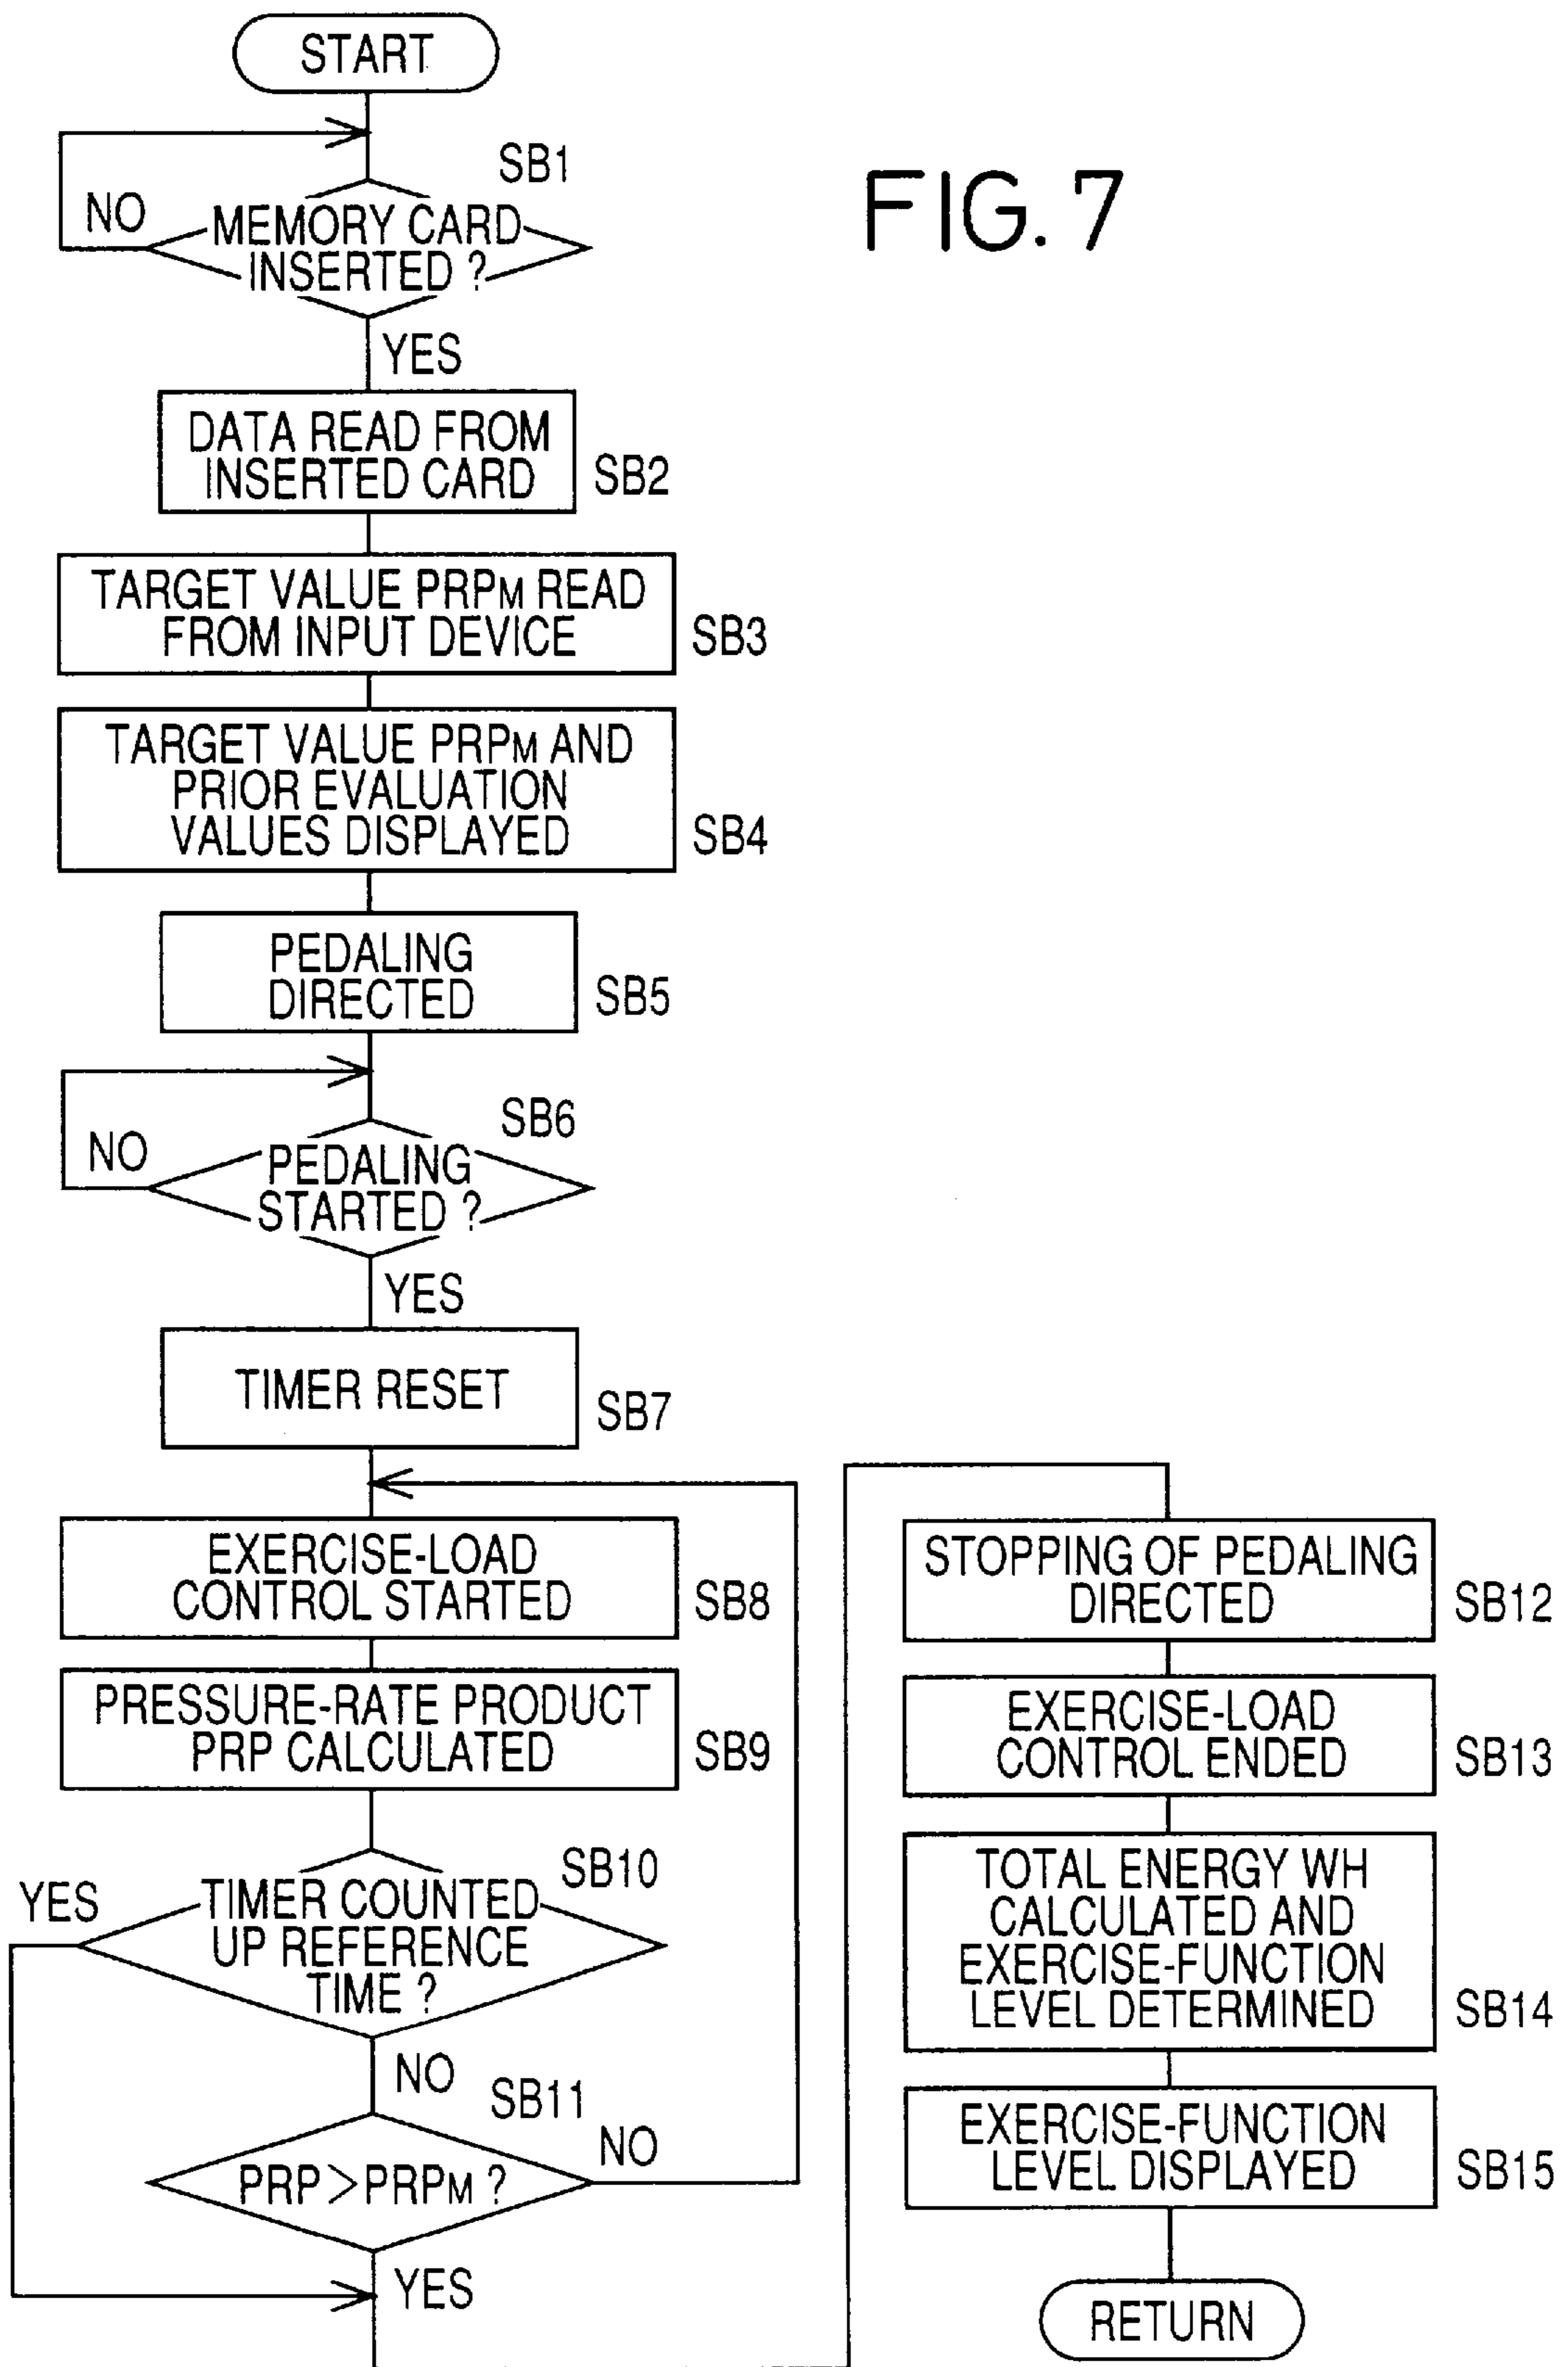 START
FIG. 7
SB1
NO
MEMORY CARD
INSERTED ?
YES
DATA READ FROM
INSERTED CARD
SB2
TARGET VALUE PRPM READ
FROM INPUT DEVICE
SB3
TARGET VALUE PRPM AND
PRIOR EVALUATION
VALUES DISPLAYED
SB4
PEDALING
DIRECTED
SB5
SB6
NO
PEDALING
STARTED ?
YES
TIMER RESET
SB7
EXERCISE-LOAD
CONTROL STARTED
SB8
PRESSURE-RATE PRODUCT
PRP CALCULATED
SB9
SB10
YES
TIMER COUNTED
UP REFERENCE
TIME ?
NO
SB11
NO
PRP>PRPM ?
YES
STOPPING OF PEDALING
DIRECTED
SB12
EXERCISE-LOAD
CONTROL ENDED
SB13
TOTAL ENERGY WH
CALCULATED AND
EXERCISE-FUNCTION
LEVEL DETERMINED
SB14
EXERCISE-FUNCTION
LEVEL DISPLAYED
SB15
RETURN